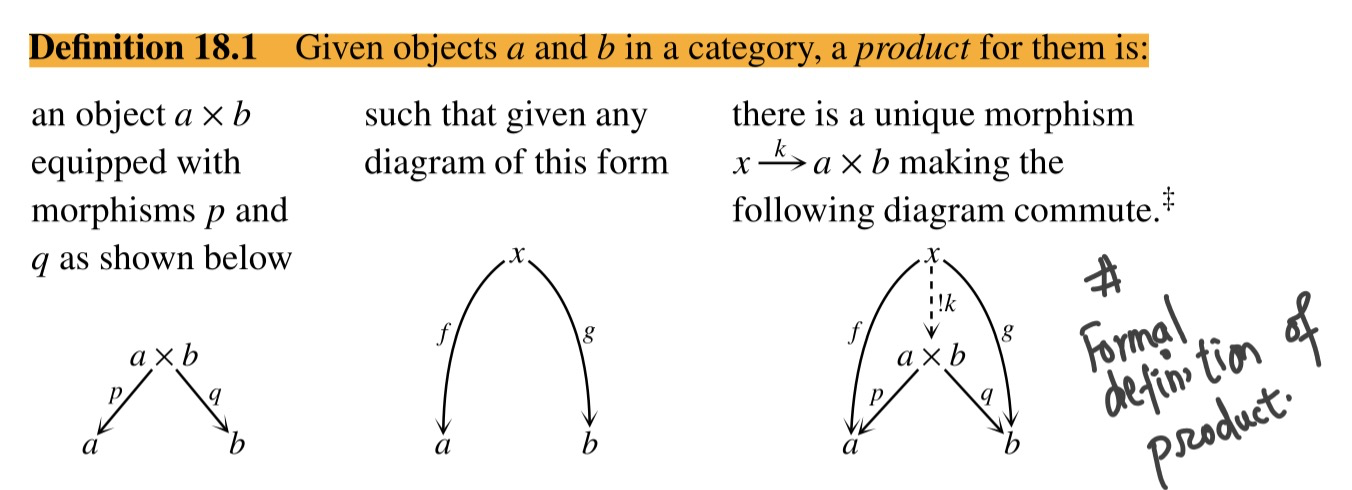 Definition 18.1 Given objects a and b in a category, a product for them is:
an object a × b
equipped with
morphisms p and
q as shown below
a × b
p q
a b
such that given any
diagram of this form
x
f g
a b
there is a unique morphism
x k→ a × b making the
following diagram commute.‡
x
!k
f g
a × b
p q
a b
#
Formal
definition of
product.